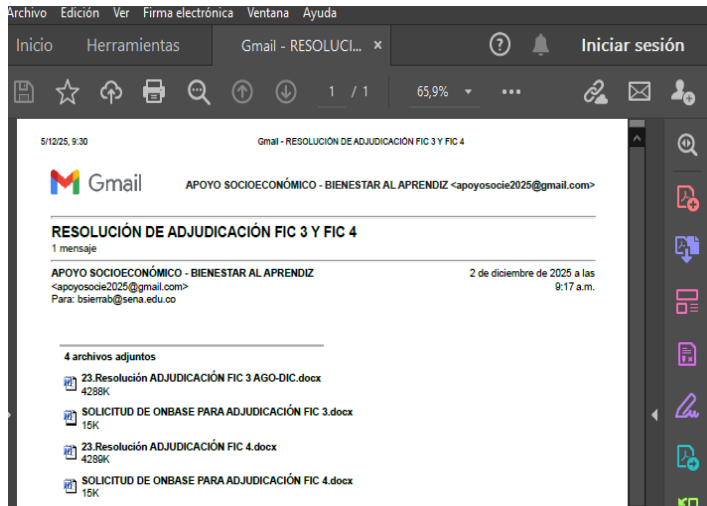 Archivo Edición Ver Firma electrónica Ventana Ayuda
Inicio Herramientas Gmail - RESOLUCI... × ? Iniciar sesión
1 / 1 65,9%
5/12/25, 9:30 Gmail - RESOLUCIÓN DE ADJUDICACIÓN FIC 3 Y FIC 4
Gmail APOYO SOCIOECONÓMICO - BIENESTAR AL APRENDIZ <apoyosocie2025@gmail.com>
RESOLUCIÓN DE ADJUDICACIÓN FIC 3 Y FIC 4
1 mensaje
APOYO SOCIOECONÓMICO - BIENESTAR AL APRENDIZ 2 de diciembre de 2025 a las
<apoyosocie2025@gmail.com> 9:17 a.m.
Para: bsierrab@sena.edu.co
4 archivos adjuntos
23.Resolución ADJUDICACIÓN FIC 3 AGO-DIC.docx
4288K
SOLICITUD DE ONBASE PARA ADJUDICACIÓN FIC 3.docx
15K
23.Resolución ADJUDICACIÓN FIC 4.docx
4289K
SOLICITUD DE ONBASE PARA ADJUDICACIÓN FIC 4.docx
15K